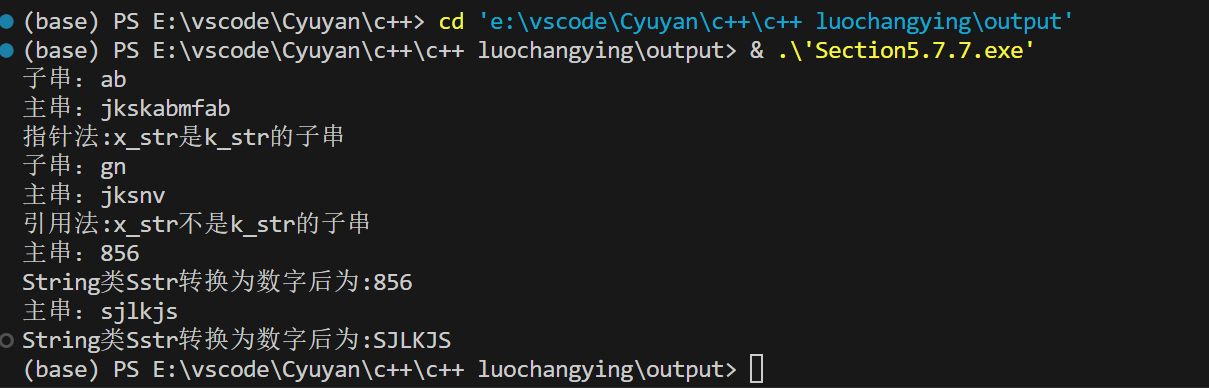 (base) PS E:\vscode\Cyuyan\c++> cd 'e:\vscode\Cyuyan\c++\c++ luochangying\output'
(base) PS E:\vscode\Cyuyan\c++\c++ luochangying\output> & .\'Section5.7.7.exe'
子串: ab
主串: jkskabmfab
指针法:x_str是k_str的子串
子串: gn
主串: jksnv
引用法:x_str不是k_str的子串
主串: 856
String类Sstr转换为数字后为:856
主串: sjlkjs
String类Sstr转换为数字后为:SJLKJS
(base) PS E:\vscode\Cyuyan\c++\c++ luochangying\output>